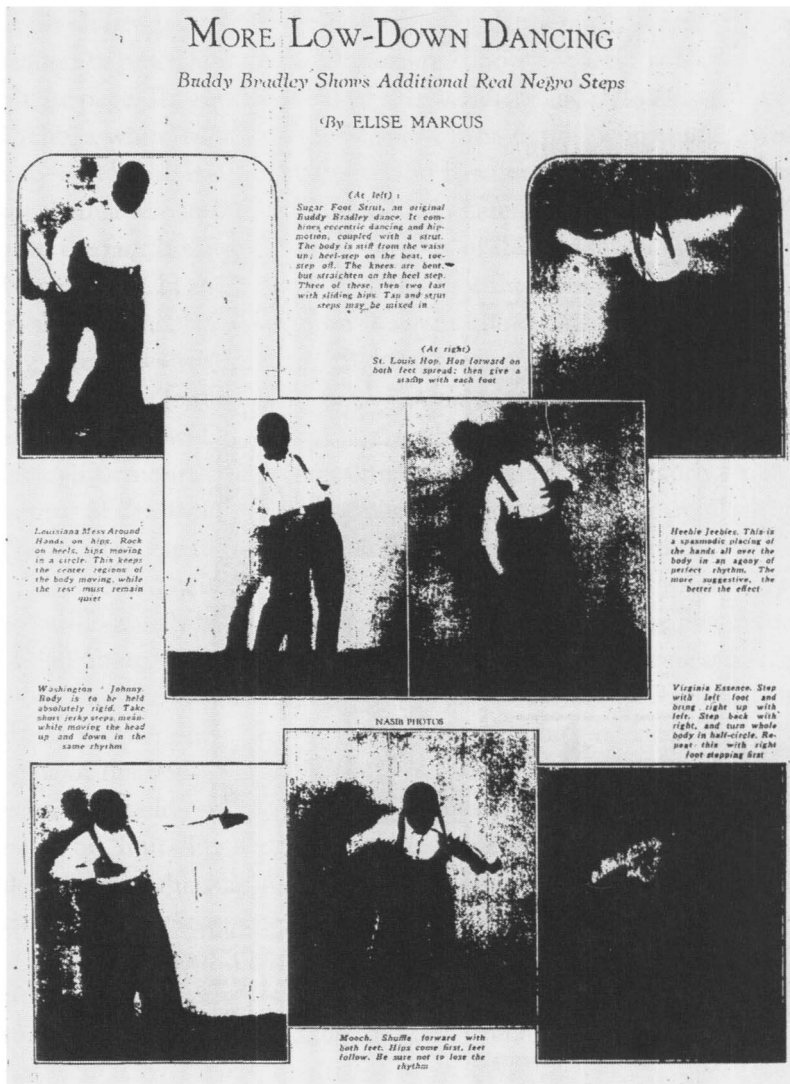 MORE LOW-DOWN DANCING
Buddy Bradley Shows Additional Real Negro Steps
By ELISE MARCUS
(At left) :
Sugar Foot Strut, an original
Buddy Bradley dance. It com-
bines eccentric dancing and hip-
motion, coupled with a strut.
The body is stiff from the waist
up; heel-step on the beat, toe-
step off. The knees are bent,
but straighten on the heel step.
Three of these, then two fast
with sliding hips. Tap and strut
steps may be mixed in
(At right)
St. Louis Hop. Hop forward on
both feet spread; then give a
stamp with each foot
Louisiana Mess Around
Hands on hips. Rock
on heels, hips moving
in a circle. This keeps
the center regions of
the body moving, while
the rest must remain
quiet
Heebie Jeebies. This is
a spasmodic placing of
the hands all over the
body in an agony of
perfect rhythm. The
more suggestive, the
better the effect
Washington Johnny.
Body is to be held
absolutely rigid. Take
short jerky steps, mean-
while moving the head
up and down in the
same rhythm
Virginia Essence. Step
with left foot and
bring right up with
left. Step back with
right, and turn whole
body in half-circle. Re-
peat this with right
foot stepping first
NASIB PHOTOS
Mooch. Shuffle forward with
both feet. Hips come first, feet
follow. Be sure not to lose the
rhythm